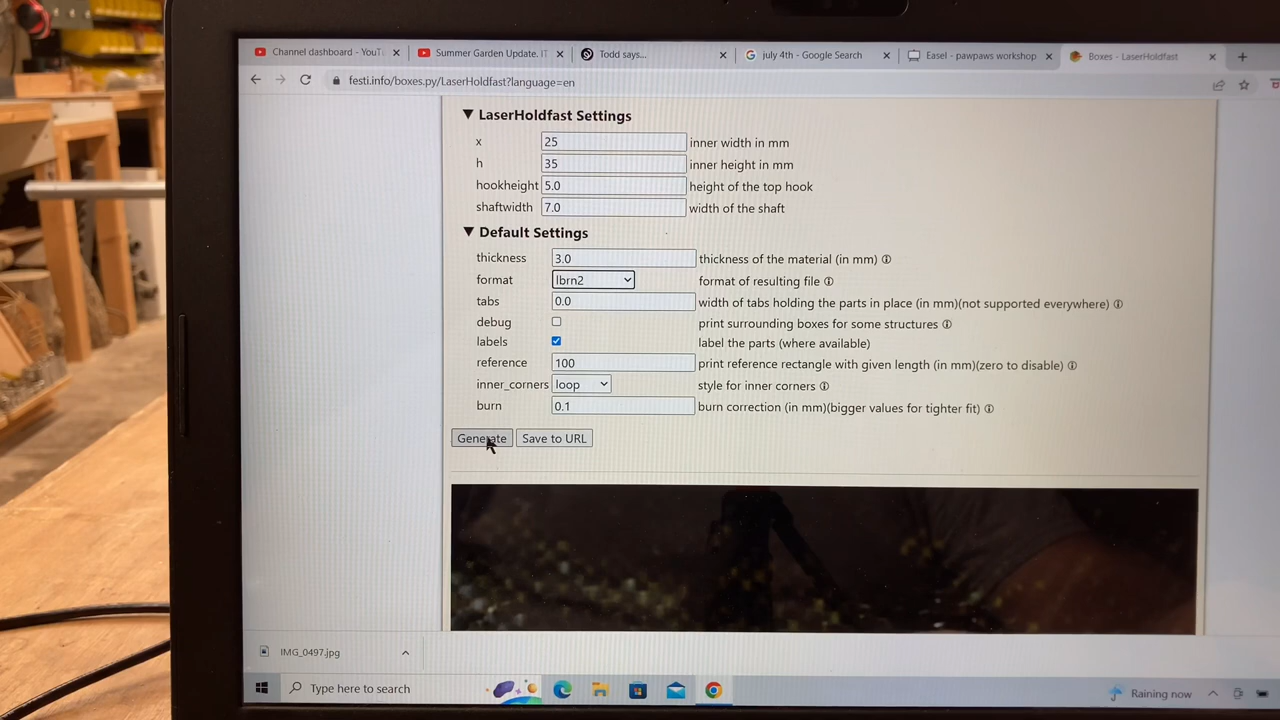 Channel dashboard - YouT
Summer Garden Update. IT
Todd says...
july 4th - Google Search
Easel - pawpaws workshop
Boxes - LaserHoldfast
festi.info/boxes.py/LaserHoldfast?language=en
LaserHoldfast Settings
x 25 inner width in mm
h 35 inner height in mm
hookheight 5.0 height of the top hook
shaftwidth 7.0 width of the shaft
Default Settings
thickness 3.0 thickness of the material (in mm)
format lbrn2 format of resulting file
tabs 0.0 width of tabs holding the parts in place (in mm)(not supported everywhere)
debug print surrounding boxes for some structures
labels label the parts (where available)
reference 100 print reference rectangle with given length (in mm)(zero to disable)
inner_corners loop style for inner corners
burn 0.1 burn correction (in mm)(bigger values for tighter fit)
Generate Save to URL
IMG_0497.jpg
Type here to search
Raining now